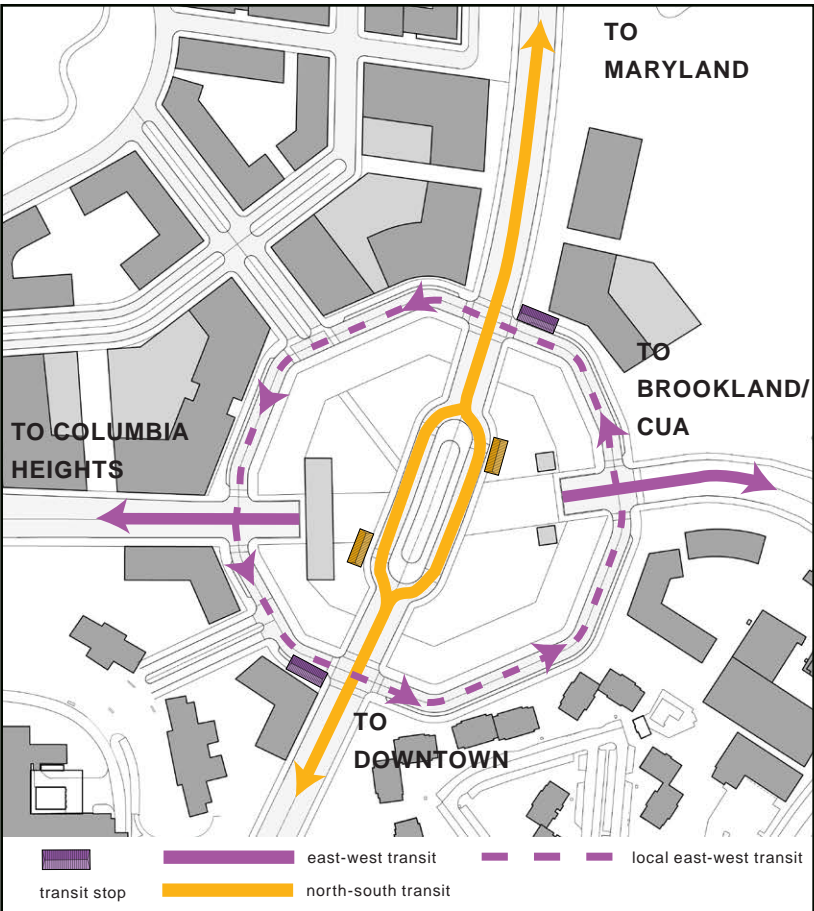 TO
MARYLAND
TO
BROOKLAND/
CUA
TO COLUMBIA
HEIGHTS
TO
DOWNTOWN
east-west transit
local east-west transit
transit stop
north-south transit